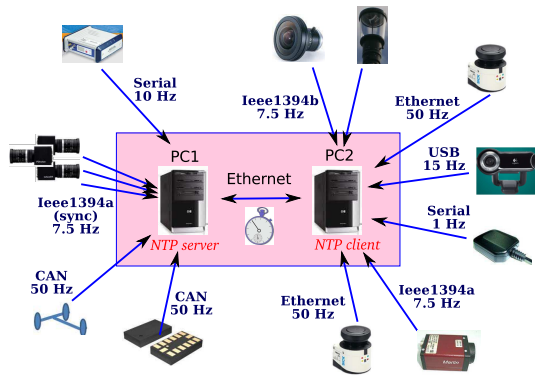 Serial
10 Hz
Ieee1394b
7.5 Hz
Ethernet
50 Hz
PC1
PC2
USB
15 Hz
Ethernet
Ieee1394a
(sync)
7.5 Hz
Serial
1 Hz
NTP server
NTP client
CAN
50 Hz
CAN
50 Hz
Ethernet
50 Hz
Ieee1394a
7.5 Hz